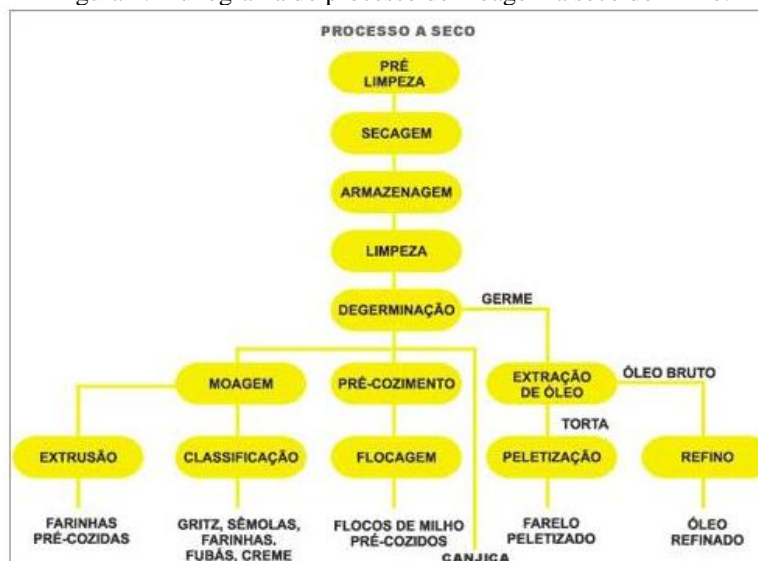 PROCESSO A SECO
PRÉ
LIMPEZA
SECAGEM
ARMAZENAGEM
LIMPEZA
DEGERMINAÇÃO
GERME
MOAGEM
PRÉ-COZIMENTO
EXTRAÇÃO
DE ÓLEO
ÓLEO BRUTO
TORTA
EXTRUSÃO
CLASSIFICAÇÃO
FLOCAGEM
PELETIZAÇÃO
REFINO
FARINHAS
PRÉ-COZIDAS
GRITZ, SÊMOLAS,
FARINHAS,
FUBÁS, CREME
FLOCOS DE MILHO
PRÉ-COZIDOS
CANJICA
FARELO
PELETIZADO
ÓLEO
REFINADO